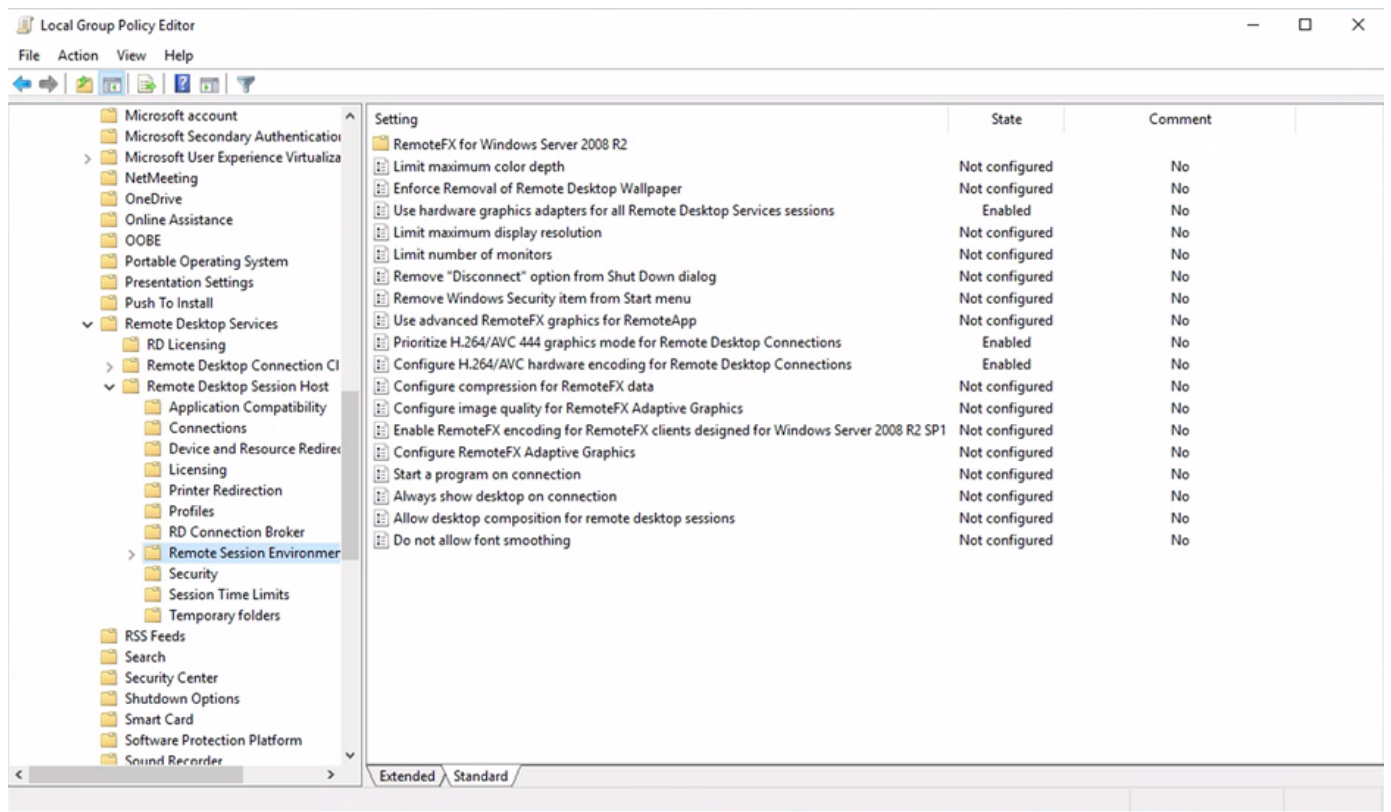 Local Group Policy Editor
File Action View Help
Microsoft account
Microsoft Secondary Authentication
Microsoft User Experience Virtualiza
NetMeeting
OneDrive
Online Assistance
OOBE
Portable Operating System
Presentation Settings
Push To Install
Remote Desktop Services
RD Licensing
Remote Desktop Connection Cl
Remote Desktop Session Host
Application Compatibility
Connections
Device and Resource Redirec
Licensing
Printer Redirection
Profiles
RD Connection Broker
Remote Session Environmen
Security
Session Time Limits
Temporary folders
RSS Feeds
Search
Security Center
Shutdown Options
Smart Card
Software Protection Platform
Sound Recorder
Setting State Comment
RemoteFX for Windows Server 2008 R2
Limit maximum color depth Not configured No
Enforce Removal of Remote Desktop Wallpaper Not configured No
Use hardware graphics adapters for all Remote Desktop Services sessions Enabled No
Limit maximum display resolution Not configured No
Limit number of monitors Not configured No
Remove "Disconnect" option from Shut Down dialog Not configured No
Remove Windows Security item from Start menu Not configured No
Use advanced RemoteFX graphics for RemoteApp Not configured No
Prioritize H.264/AVC 444 graphics mode for Remote Desktop Connections Enabled No
Configure H.264/AVC hardware encoding for Remote Desktop Connections Enabled No
Configure compression for RemoteFX data Not configured No
Configure image quality for RemoteFX Adaptive Graphics Not configured No
Enable RemoteFX encoding for RemoteFX clients designed for Windows Server 2008 R2 SP1 Not configured No
Configure RemoteFX Adaptive Graphics Not configured No
Start a program on connection Not configured No
Always show desktop on connection Not configured No
Allow desktop composition for remote desktop sessions Not configured No
Do not allow font smoothing Not configured No
Extended Standard